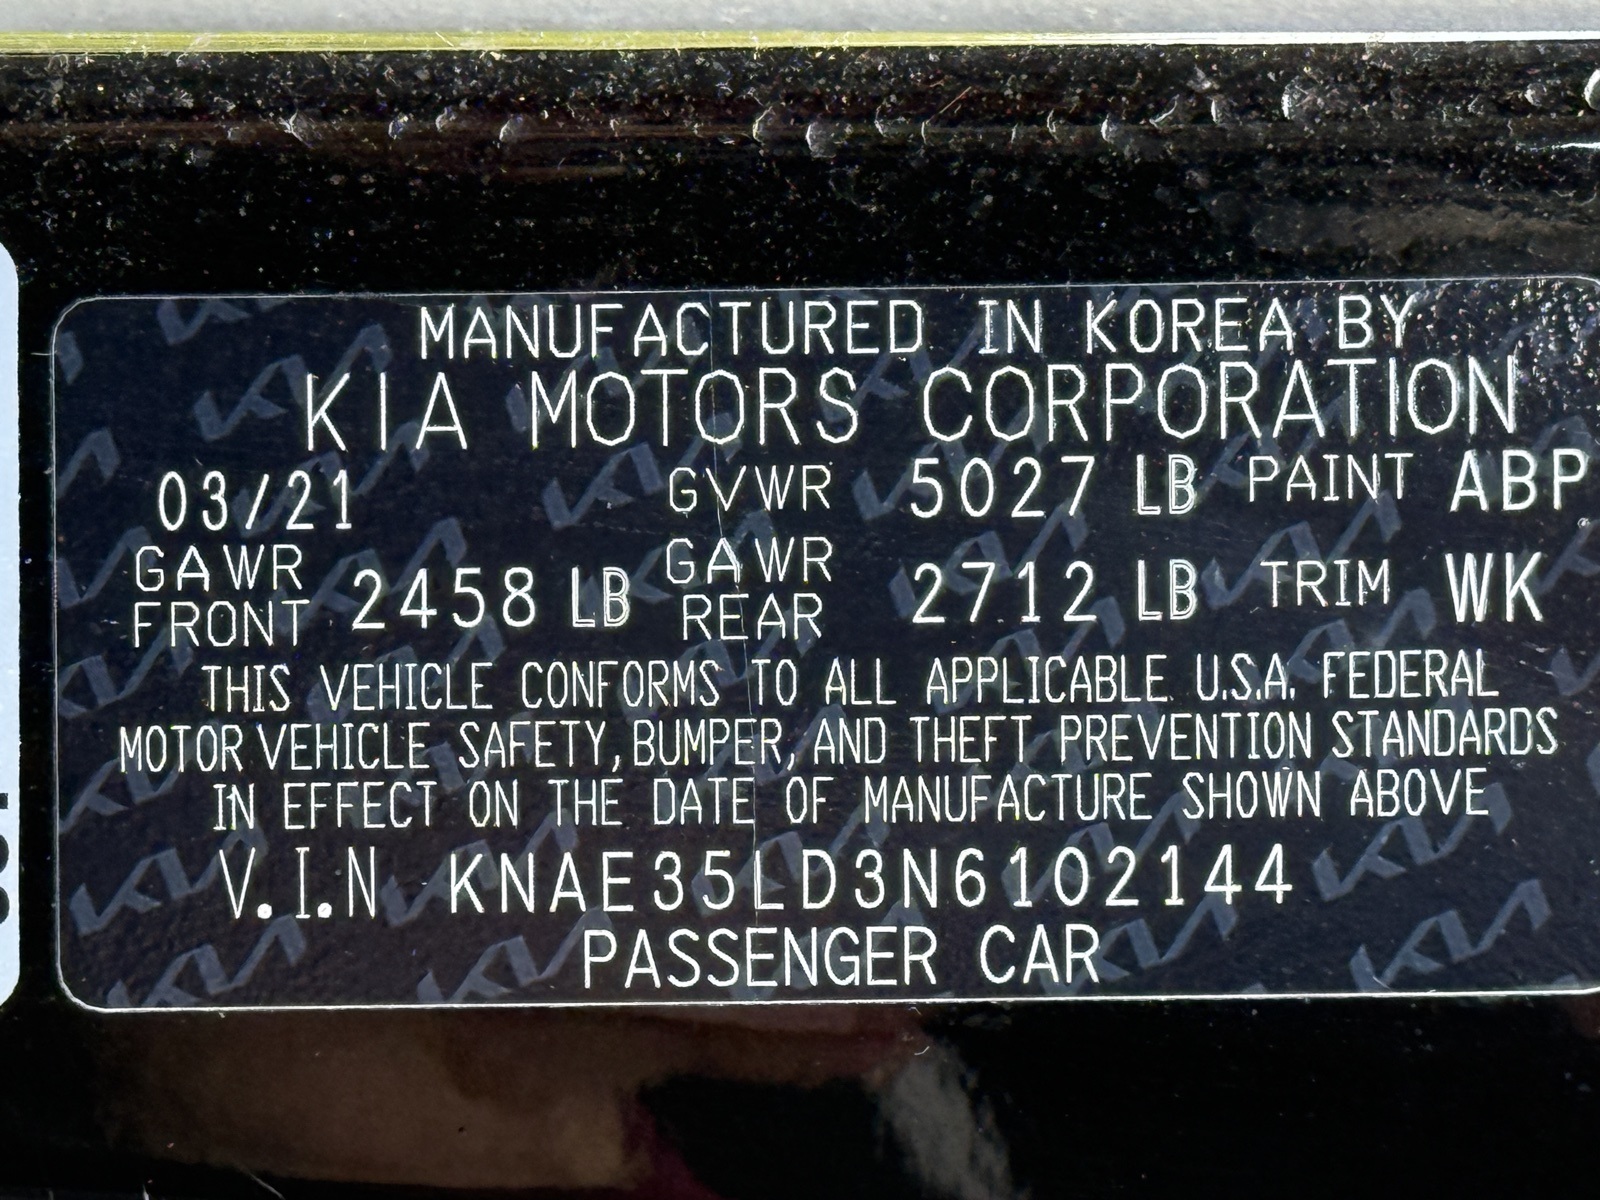 MANUFACTURED IN KOREA BY
KIA MOTORS CORPORATION
03/21 GVWR 5027 LB PAINT ABP
GAWR FRONT 2458 LB GAWR REAR 2712 LB TRIM WK
THIS VEHICLE CONFORMS TO ALL APPLICABLE U.S.A. FEDERAL
MOTOR VEHICLE SAFETY, BUMPER, AND THEFT PREVENTION STANDARDS
IN EFFECT ON THE DATE OF MANUFACTURE SHOWN ABOVE
V.I.N KNAE35LD3N6102144
PASSENGER CAR